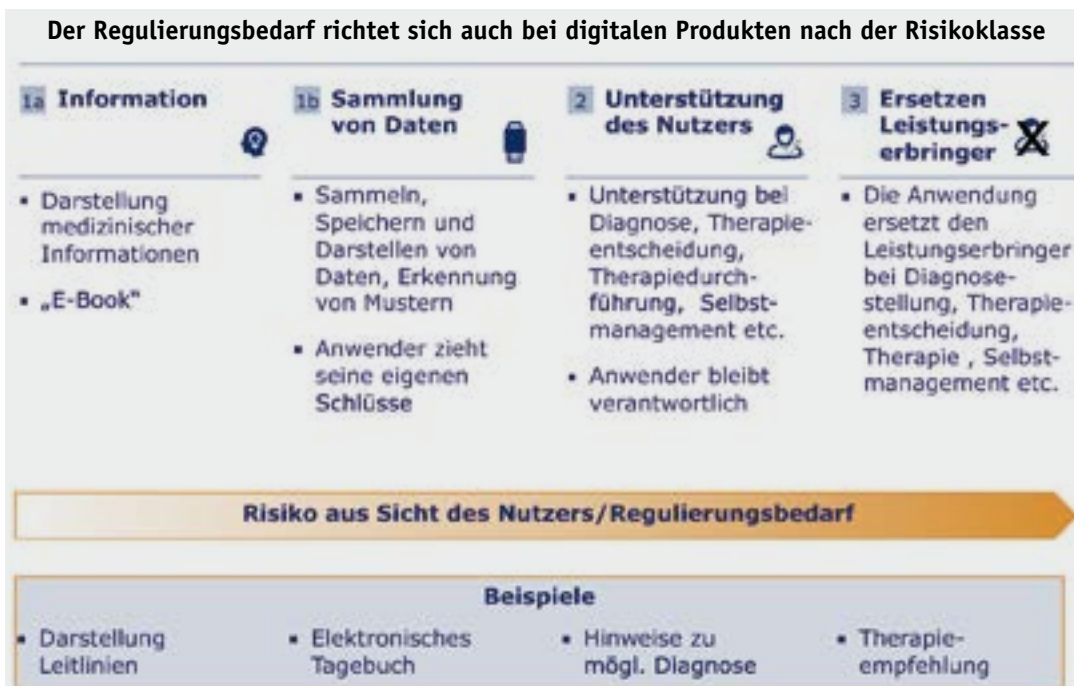 Der Regulierungsbedarf richtet sich auch bei digitalen Produkten nach der Risikoklasse
1a Information
Darstellung
medizinischer
Informationen
„E-Book"
1b Sammlung
von Daten
Sammeln,
Speichern und
Darstellen von
Daten, Erkennung
von Mustern
Anwender zieht
seine eigenen
Schlüsse
2 Unterstützung
des Nutzers
Unterstützung bei
Diagnose, Therapie-
entscheidung,
Therapiedurch-
führung, Selbst-
management etc.
Anwender bleibt
verantwortlich
3 Ersetzen
Leistungs-
erbringer
Die Anwendung
ersetzt den
Leistungserbringer
bei Diagnose-
stellung, Therapie-
entscheidung,
Therapie , Selbst-
management etc.
Risiko aus Sicht des Nutzers/Regulierungsbedarf
Beispiele
Darstellung
Leitlinien
Elektronisches
Tagebuch
Hinweise zu
mögl. Diagnose
Therapie-
empfehlung